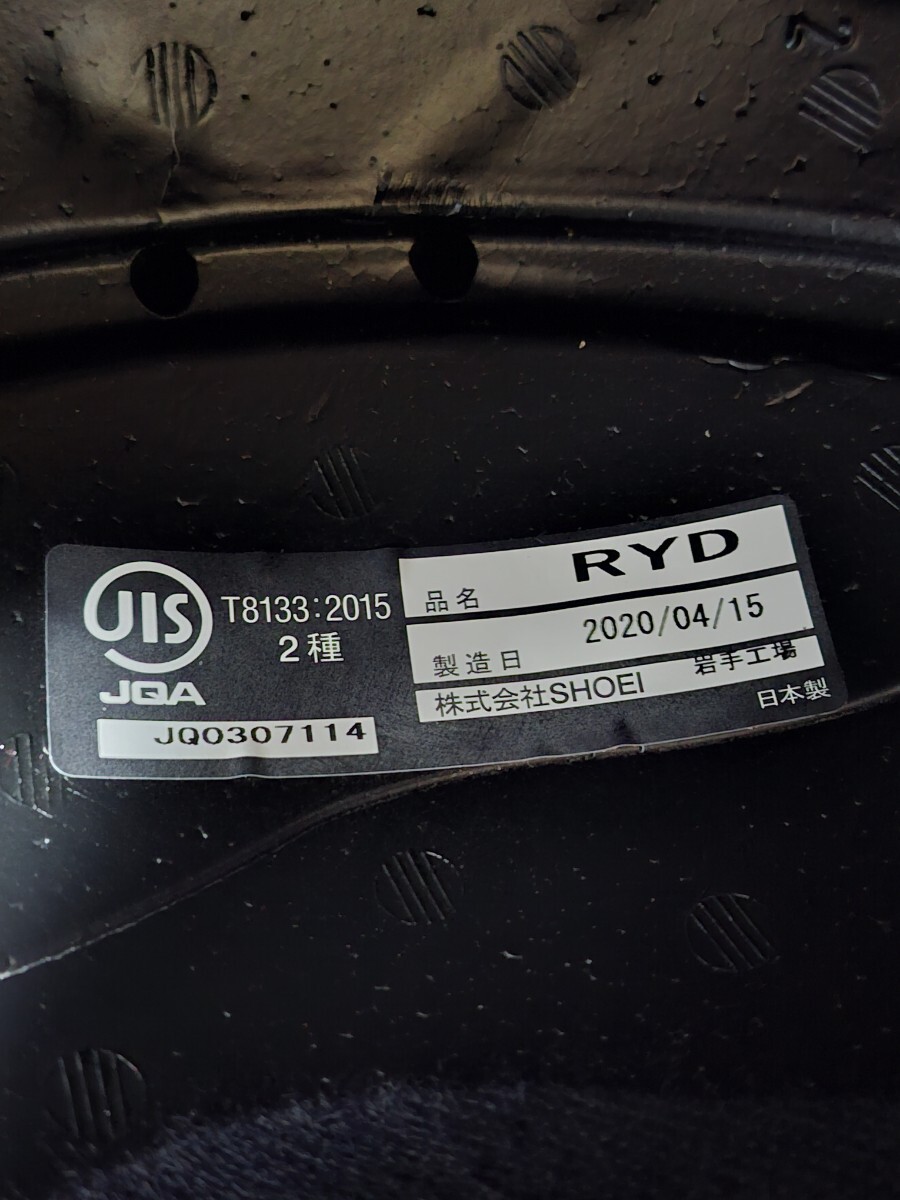 JIS
JQA
T8133:2015
2種
JQ0307114
品名 RYD
製造日 2020/04/15
株式会社SHOEI 岩手工場
日本製
2